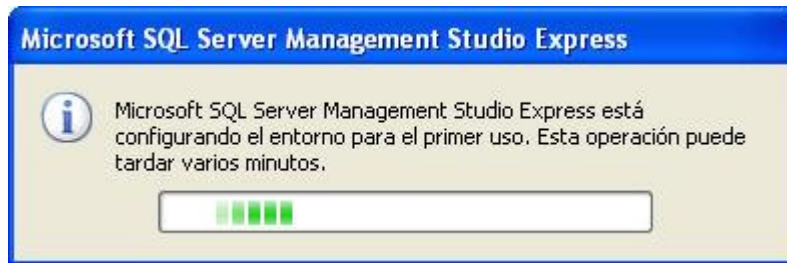 Microsoft SQL Server Management Studio Express
Microsoft SQL Server Management Studio Express está
configurando el entorno para el primer uso. Esta operación puede
tardar varios minutos.